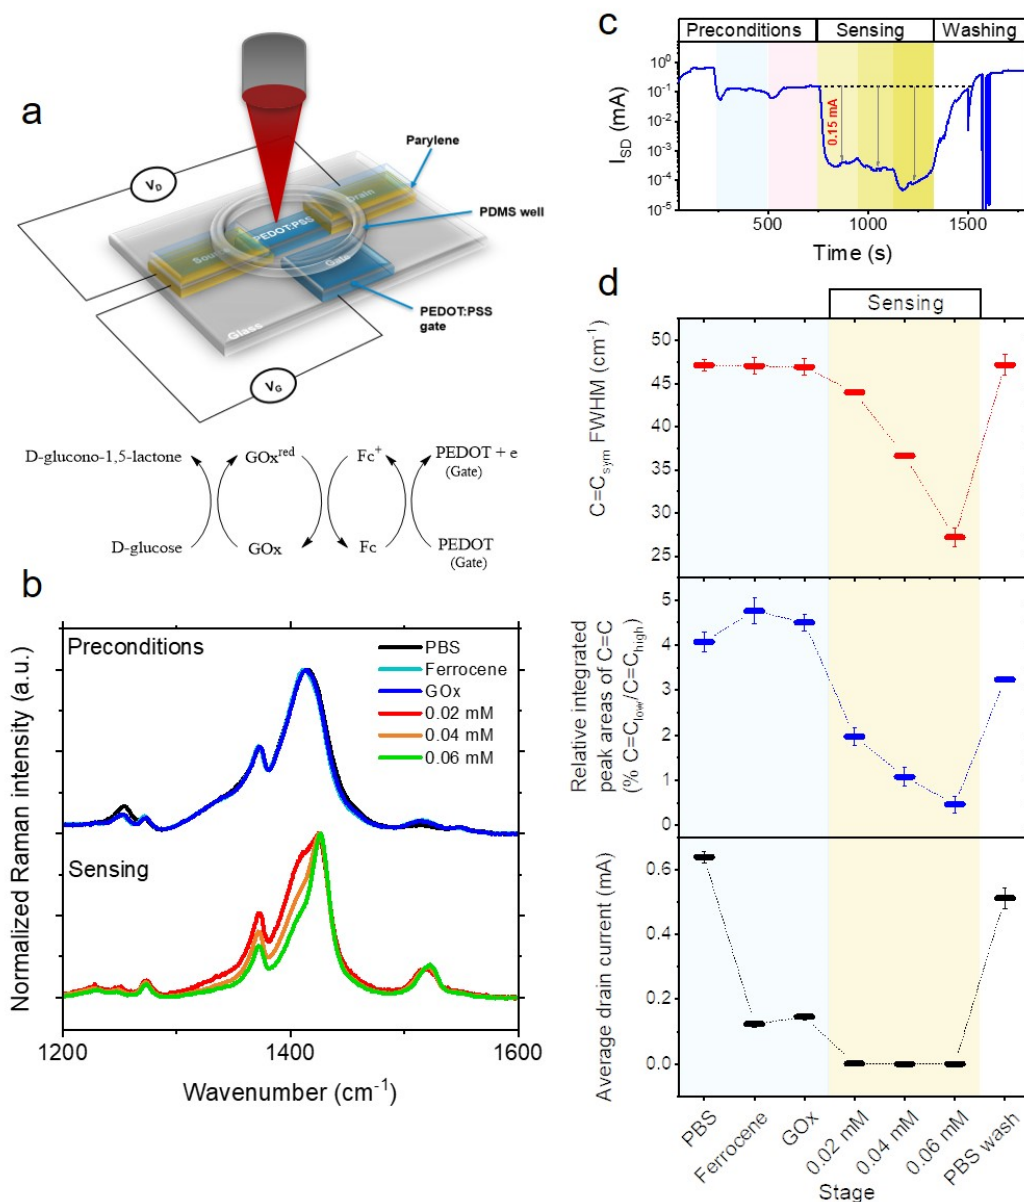 a
V_D
Parylene
Drain
PEDOT:PSS
PDMS well
Source
Gate
PEDOT:PSS
gate
Glass
V_G
D-glucono-1,5-lactone
GOx^red
Fc⁺
PEDOT + e
(Gate)
D-glucose
GOx
Fc
PEDOT
(Gate)
b
Preconditions
PBS
Ferrocene
GOx
0.02 mM
0.04 mM
0.06 mM
Sensing
Normalized Raman intensity (a.u.)
1200
1400
1600
Wavenumber (cm⁻¹)
c
Preconditions
Sensing
Washing
I_SD (mA)
10⁰
10⁻¹
10⁻²
10⁻³
10⁻⁴
10⁻⁵
0.15 mA
500
1000
1500
Time (s)
d
Sensing
C=C_sym FWHM (cm⁻¹)
50
45
40
35
30
25
Relative integrated
peak areas of C=C
(% C=C_low/C=C_high)
5
4
3
2
1
0
Average drain current (mA)
0.6
0.4
0.2
0.0
PBS
Ferrocene
GOx
0.02 mM
0.04 mM
0.06 mM
PBS wash
Stage